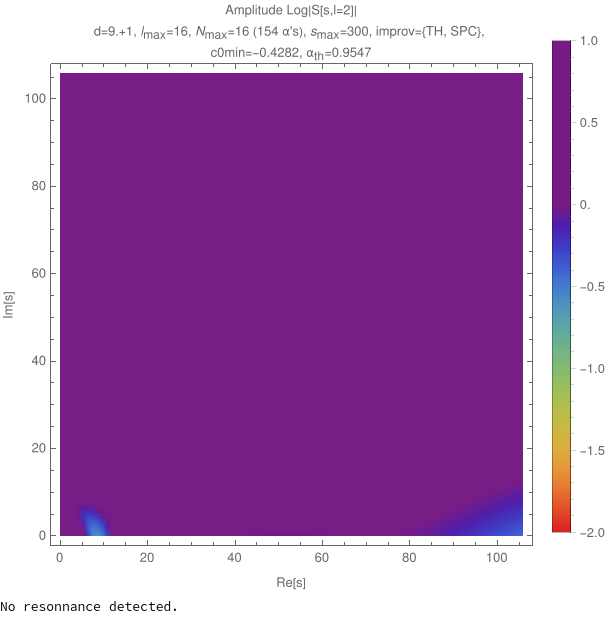 Amplitude Log|S[s,l=2]|
d=9.+1, lmax=16, Nmax=16 (154 α's), smax=300, improv={TH, SPC},
c0min=−0.4282, αth=0.9547
1.0
0.5
0.
−0.5
−1.0
−1.5
−2.0
100
80
60
40
20
0
Im[s]
0 20 40 60 80 100
Re[s]
No resonnance detected.